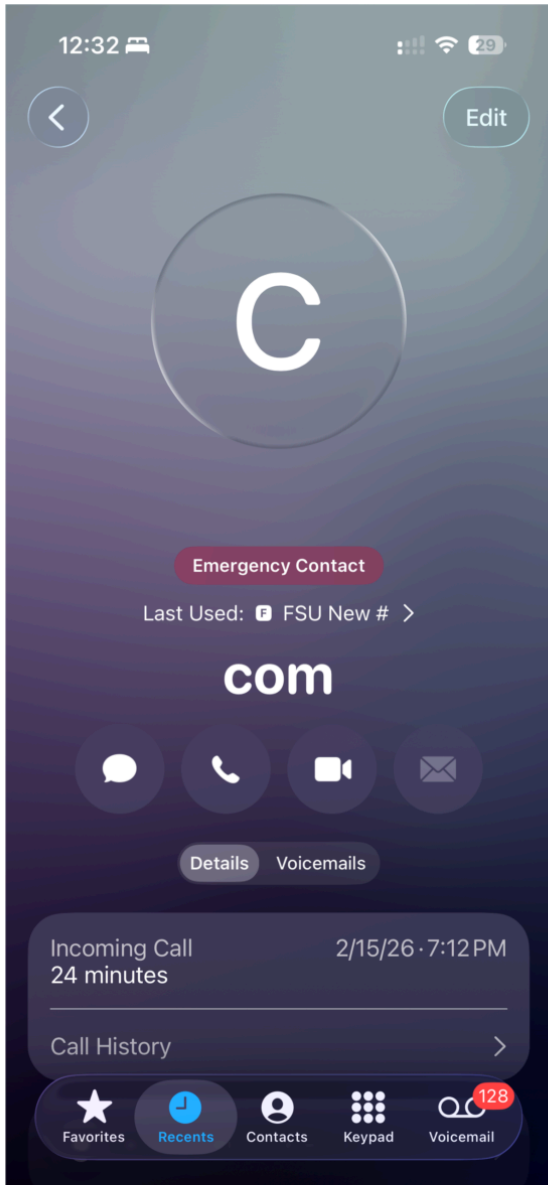 12:32
29
Edit
C
Emergency Contact
Last Used: F FSU New #
com
Details Voicemails
Incoming Call 2/15/26 · 7:12 PM
24 minutes
Call History
128
Favorites Recents Contacts Keypad Voicemail